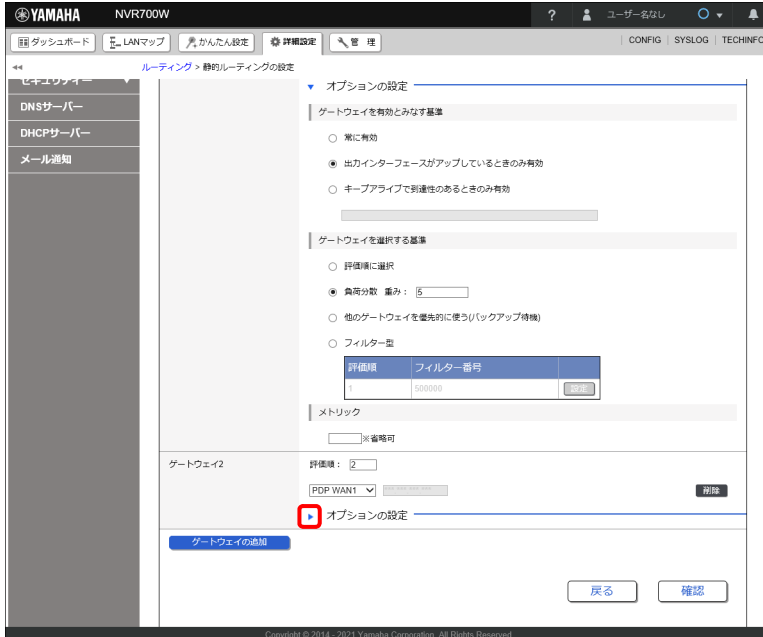 YAMAHA NVR700W ? ユーザー名なし
ダッシュボード LANマップ かんたん設定 詳細設定 管 理 CONFIG SYSLOG TECHINFO
ルーティング > 静的ルーティングの設定
セキュリティー
DNSサーバー
DHCPサーバー
メール通知
オプションの設定
ゲートウェイを有効とみなす基準
常に有効
出力インターフェースがアップしているときのみ有効
キープアライブで到達性のあるときのみ有効
ゲートウェイを選択する基準
評価順に選択
負荷分散 重み： 5
他のゲートウェイを優先的に使う(バックアップ待機)
フィルター型
評価順 フィルター番号
1 500000 設定
メトリック
※省略可
ゲートウェイ2 評価順： 2
PDP WAN1 削除
オプションの設定
ゲートウェイの追加
戻る 確認
Copyright © 2014 - 2021 Yamaha Corporation. All Rights Reserved.